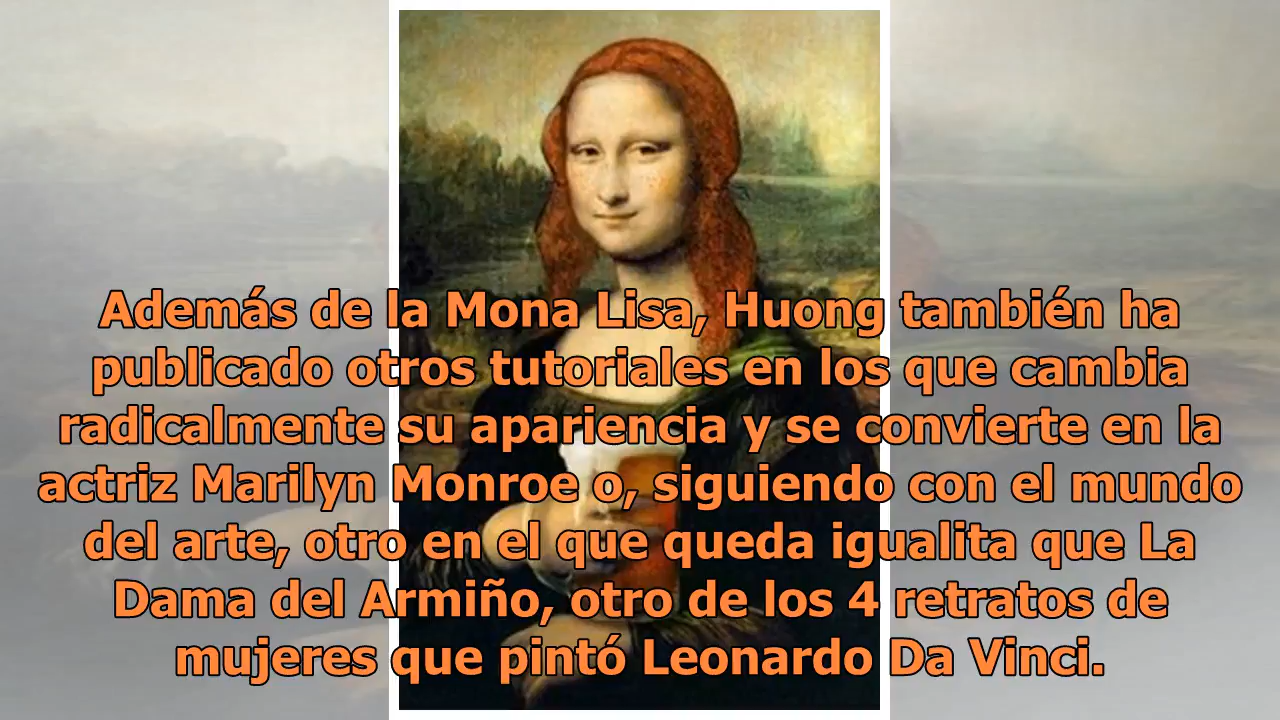 Además de la Mona Lisa, Huong también ha
publicado otros tutoriales en los que cambia
radicalmente su apariencia y se convierte en la
actriz Marilyn Monroe o, siguiendo con el mundo
del arte, otro en el que queda igualita que La
Dama del Armiño, otro de los 4 retratos de
mujeres que pintó Leonardo Da Vinci.